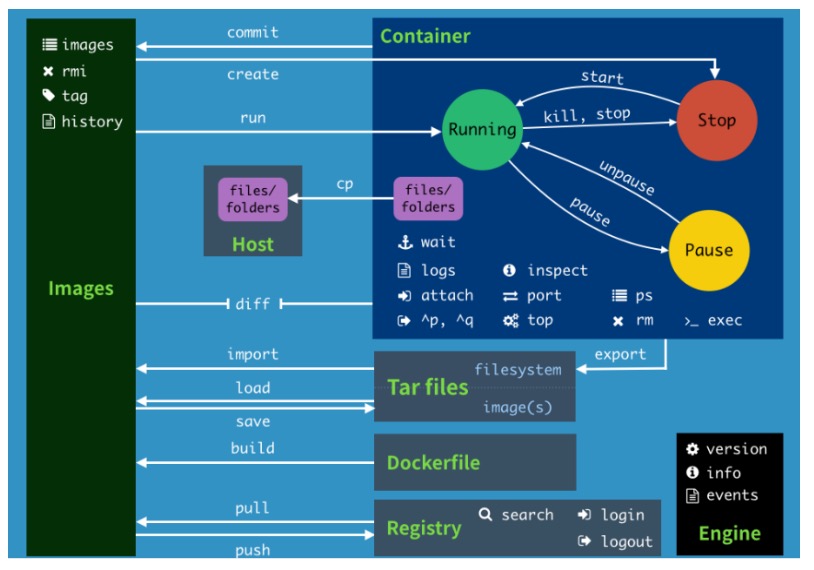 images
rmi
tag
history
Images
commit
create
run
Container
start
Running
kill, stop
Stop
unpause
pause
Pause
files/
folders
Host
cp
files/
folders
wait
logs
inspect
attach
port
ps
^p, ^q
top
rm
>_ exec
diff
import
export
filesystem
Tar files
load
image(s)
save
build
Dockerfile
pull
push
Registry
search
login
logout
version
info
events
Engine